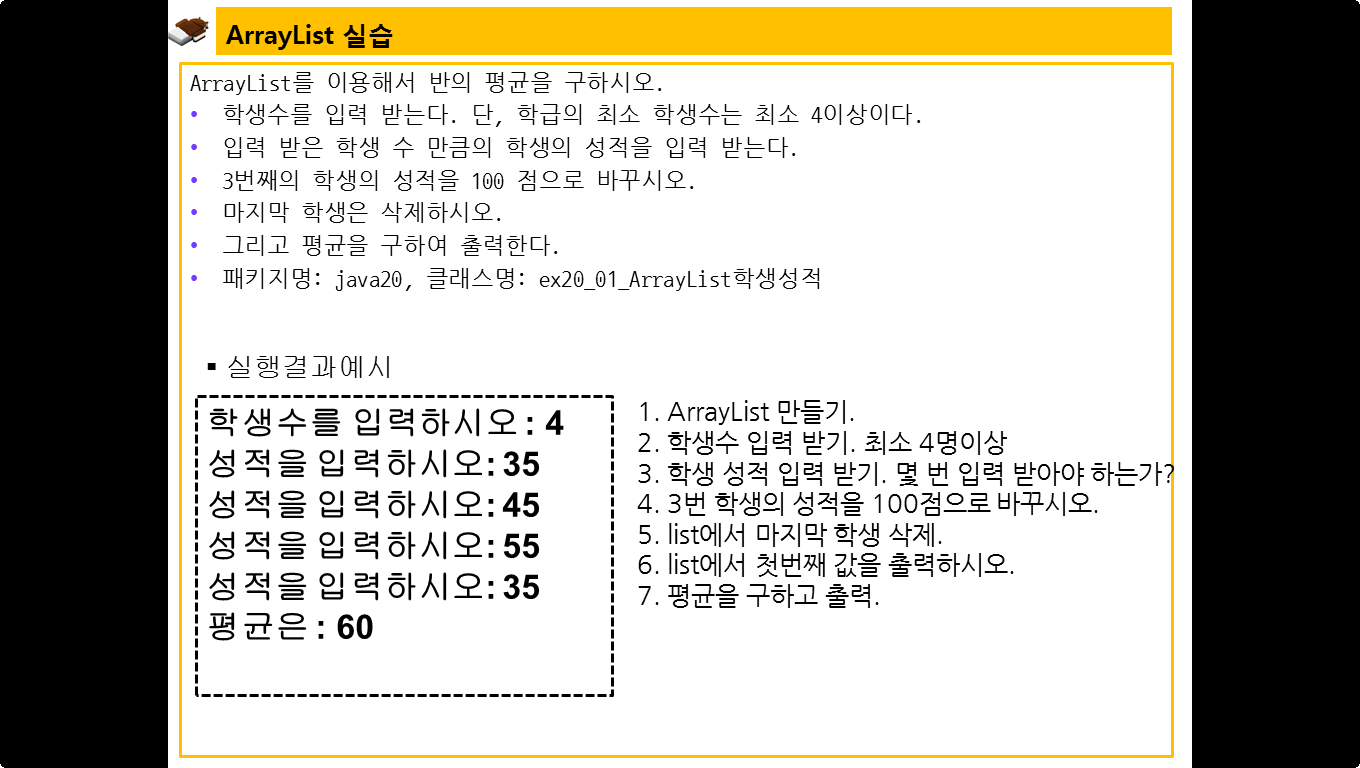 ArrayList 실습
ArrayList를 이용해서 반의 평균을 구하시오.
• 학생수를 입력 받는다. 단, 학급의 최소 학생수는 최소 4이상이다.
• 입력 받은 학생 수 만큼의 학생의 성적을 입력 받는다.
• 3번째의 학생의 성적을 100 점으로 바꾸시오.
• 마지막 학생은 삭제하시오.
• 그리고 평균을 구하여 출력한다.
• 패키지명: java20, 클래스명: ex20_01_ArrayList학생성적
▪ 실행결과예시
학생수를 입력하시오: 4
성적을 입력하시오: 35
성적을 입력하시오: 45
성적을 입력하시오: 55
성적을 입력하시오: 35
평균은: 60
1. ArrayList 만들기.
2. 학생수 입력 받기. 최소 4명이상
3. 학생 성적 입력 받기. 몇 번 입력 받아야 하는가?
4. 3번 학생의 성적을 100점으로 바꾸시오.
5. list에서 마지막 학생 삭제.
6. list에서 첫번째 값을 출력하시오.
7. 평균을 구하고 출력.